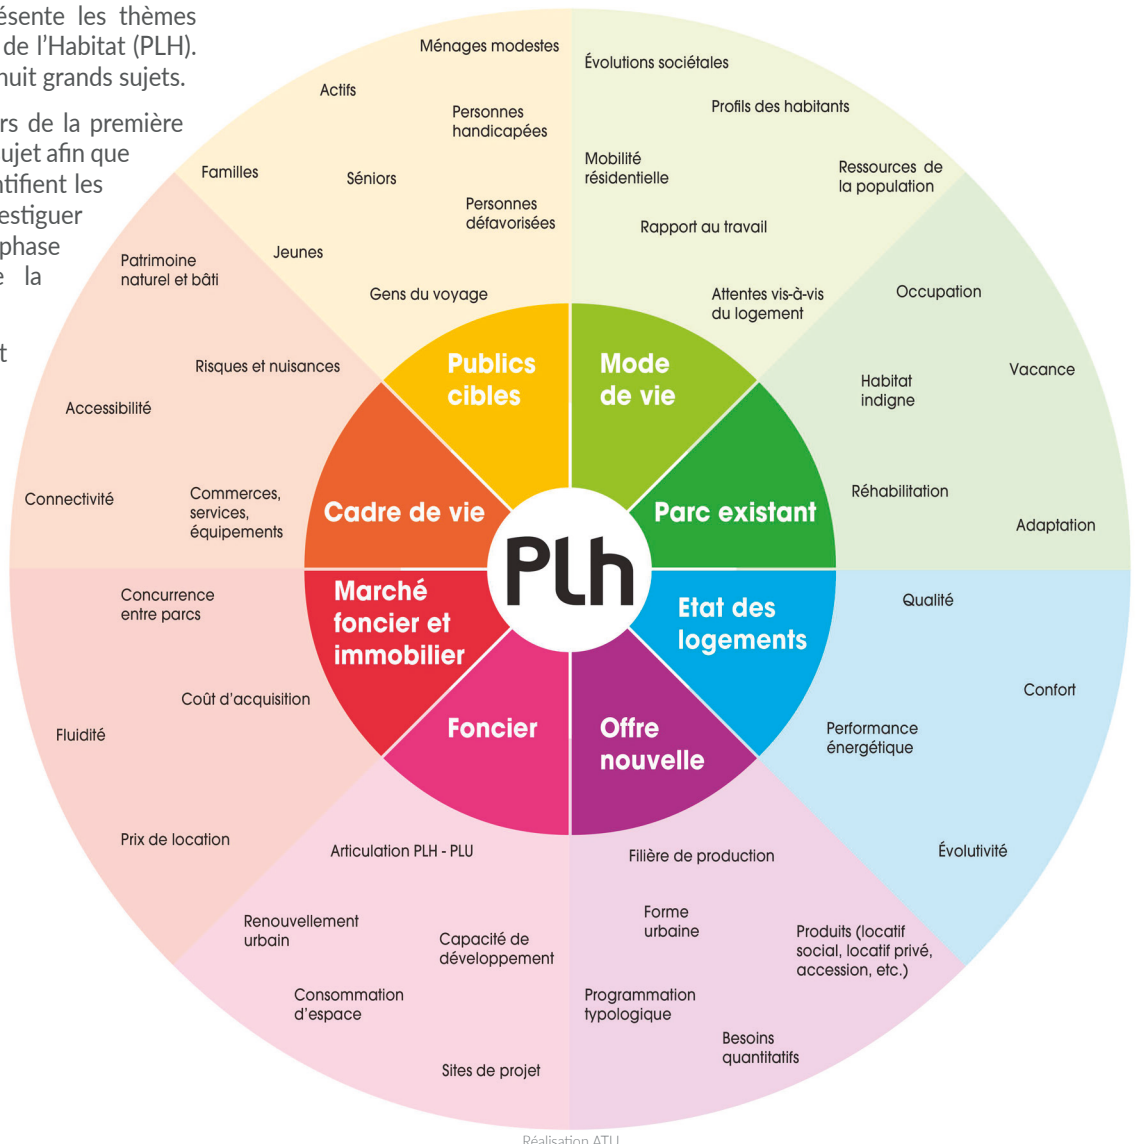 ésente les thèmes
de l'Habitat (PLH).
grands sujets.
rs de la première
sujet afin que
ntifient les
estiguer
phase
la
t
Ménages modestes
Actifs
Personnes
handicapées
Familles
Séniors
Personnes
défavorisées
Jeunes
Gens du voyage
Publics
cibles
Évolutions sociétales
Profils des habitants
Mobilité
résidentielle
Ressources de
la population
Rapport au travail
Attentes vis-à-vis
du logement
Mode
de vie
Occupation
Vacance
Habitat
indigne
Réhabilitation
Adaptation
Parc existant
Patrimoine
naturel et bâti
Risques et nuisances
Accessibilité
Connectivité
Commerces,
services,
équipements
Cadre de vie
PLh
Marché
foncier et
immobilier
Concurrence
entre parcs
Coût d'acquisition
Fluidité
Prix de location
Etat des
logements
Qualité
Confort
Performance
énergétique
Évolutivité
Foncier
Articulation PLH - PLU
Renouvellement
urbain
Capacité de
développement
Consommation
d'espace
Sites de projet
Offre
nouvelle
Filière de production
Forme
urbaine
Produits (locatif
social, locatif privé,
accession, etc.)
Programmation
typologique
Besoins
quantitatifs
Réalisation ATU